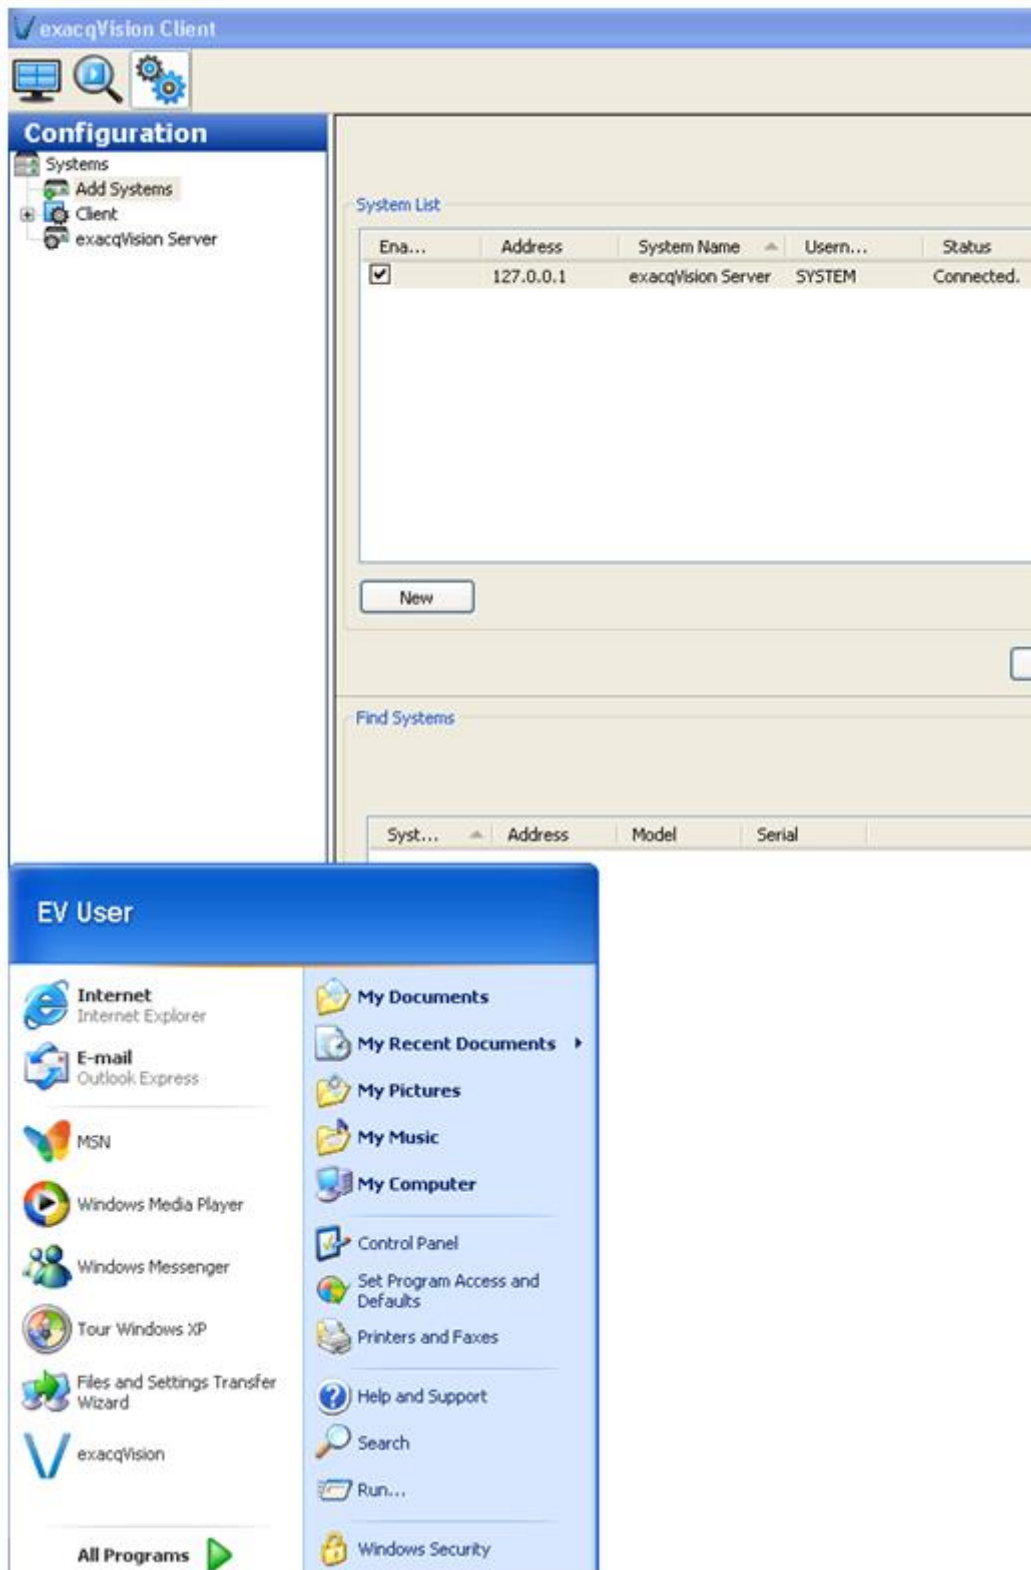 exacqVision Client
Configuration
Systems
Add Systems
Client
exacqVision Server
System List
Ena... Address System Name Usern... Status
127.0.0.1 exacqVision Server SYSTEM Connected.
New
Find Systems
Syst... Address Model Serial
EV User
Internet
Internet Explorer
E-mail
Outlook Express
MSN
Windows Media Player
Windows Messenger
Tour Windows XP
Files and Settings Transfer
Wizard
exacqVision
All Programs
My Documents
My Recent Documents
My Pictures
My Music
My Computer
Control Panel
Set Program Access and
Defaults
Printers and Faxes
Help and Support
Search
Run...
Windows Security